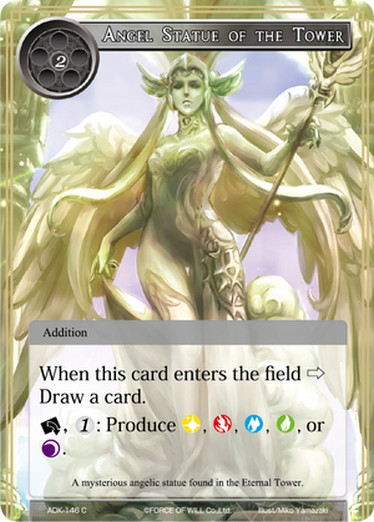 2
Angel Statue of the Tower
Addition
When this card enters the field ⇨
Draw a card.
, 1 : Produce , , , , or
.
A mysterious angelic statue found in the Eternal Tower.
ADK-146 C ©FORCE OF WILL Co.,Ltd. Illust/Miko Yamazaki